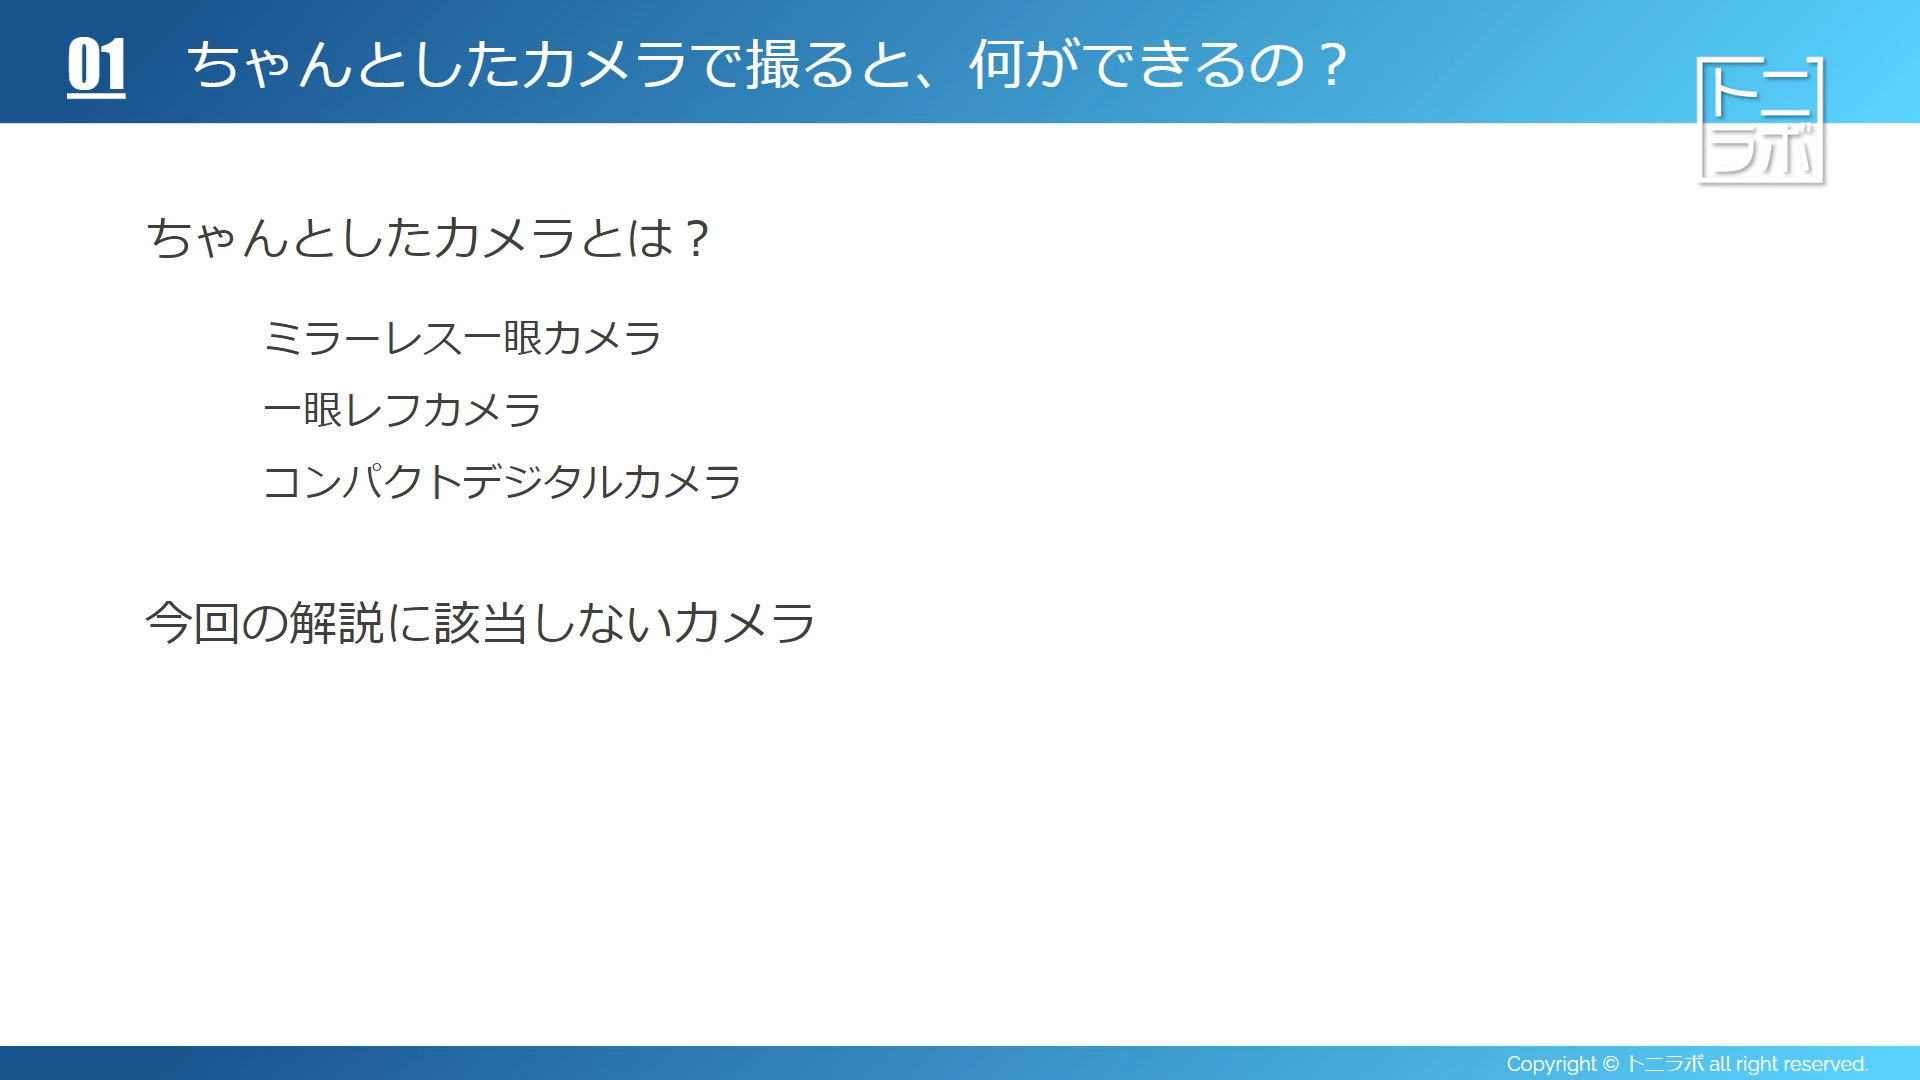 01 ちゃんとしたカメラで撮ると、何ができるの？
トニ
ラボ
ちゃんとしたカメラとは？
ミラーレス一眼カメラ
一眼レフカメラ
コンパクトデジタルカメラ
今回の解説に該当しないカメラ
Copyright © トニラボ all right reserved.